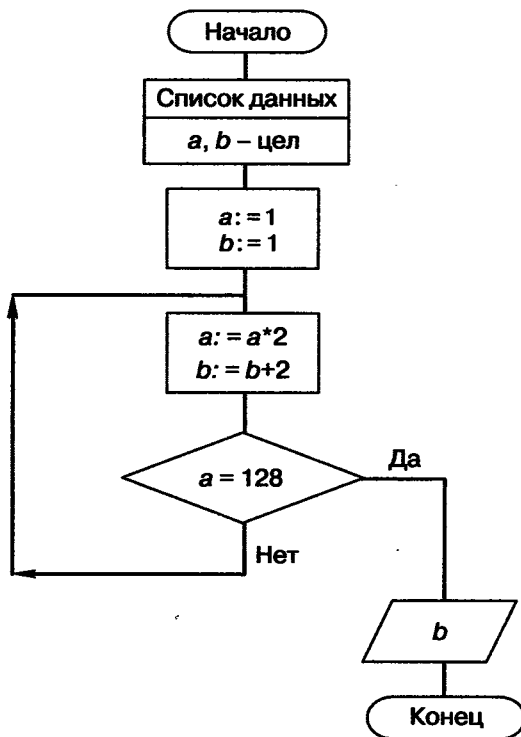 Начало
Список данных
a, b – цел
a: = 1
b: = 1
a: = a*2
b: = b+2
a = 128
Да
Нет
b
Конец